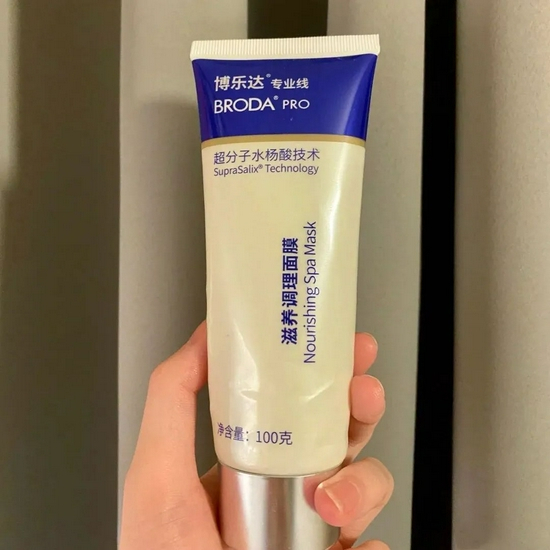 博乐达® 专业线
BRODA® PRO
超分子水杨酸技术
SupraSalix® Technology
滋养调理面膜
Nourishing Spa Mask
净含量：100克